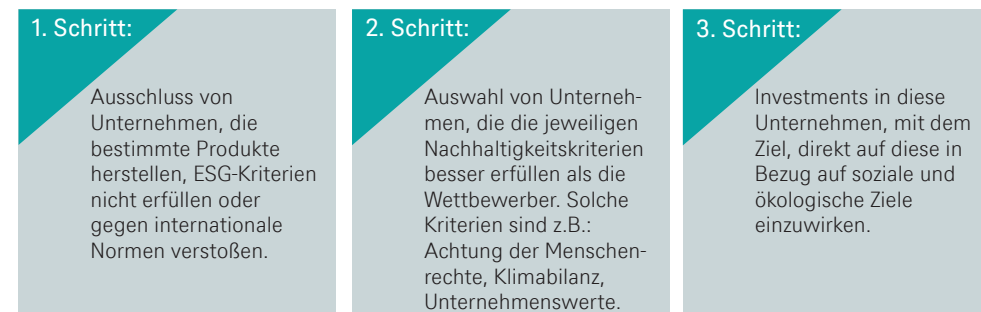 1. Schritt:
Ausschluss von
Unternehmen, die
bestimmte Produkte
herstellen, ESG-Kriterien
nicht erfüllen oder
gegen internationale
Normen verstoßen.
2. Schritt:
Auswahl von Unterneh-
men, die die jeweiligen
Nachhaltigkeitskriterien
besser erfüllen als die
Wettbewerber. Solche
Kriterien sind z.B.:
Achtung der Menschen-
rechte, Klimabilanz,
Unternehmenswerte.
3. Schritt:
Investments in diese
Unternehmen, mit dem
Ziel, direkt auf diese in
Bezug auf soziale und
ökologische Ziele
einzuwirken.